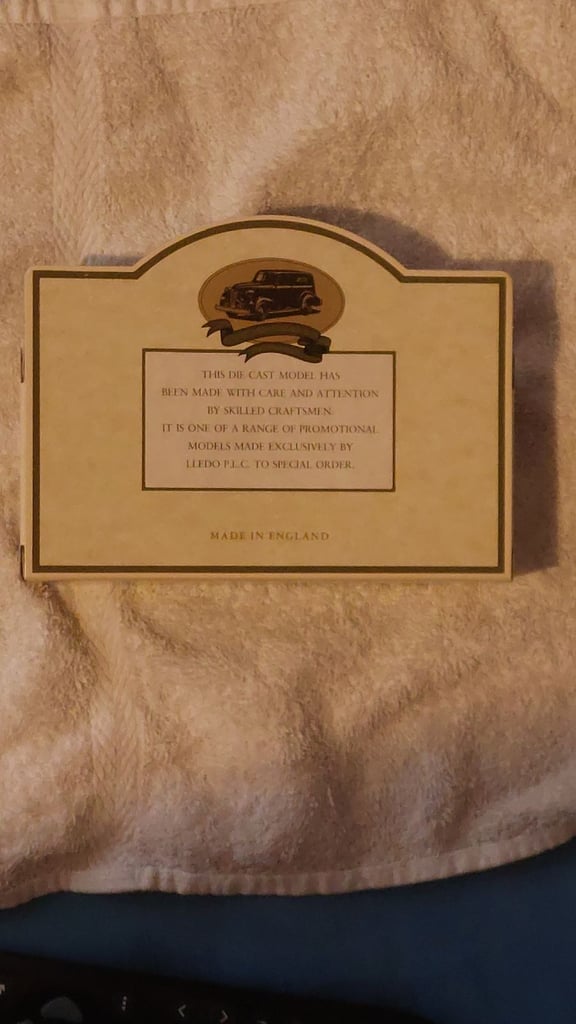 THIS DIE CAST MODEL HAS
BEEN MADE WITH CARE AND ATTENTION
BY SKILLED CRAFTSMEN.
IT IS ONE OF A RANGE OF PROMOTIONAL
MODELS MADE EXCLUSIVELY BY
LLEDO P.L.C. TO SPECIAL ORDER.
MADE IN ENGLAND